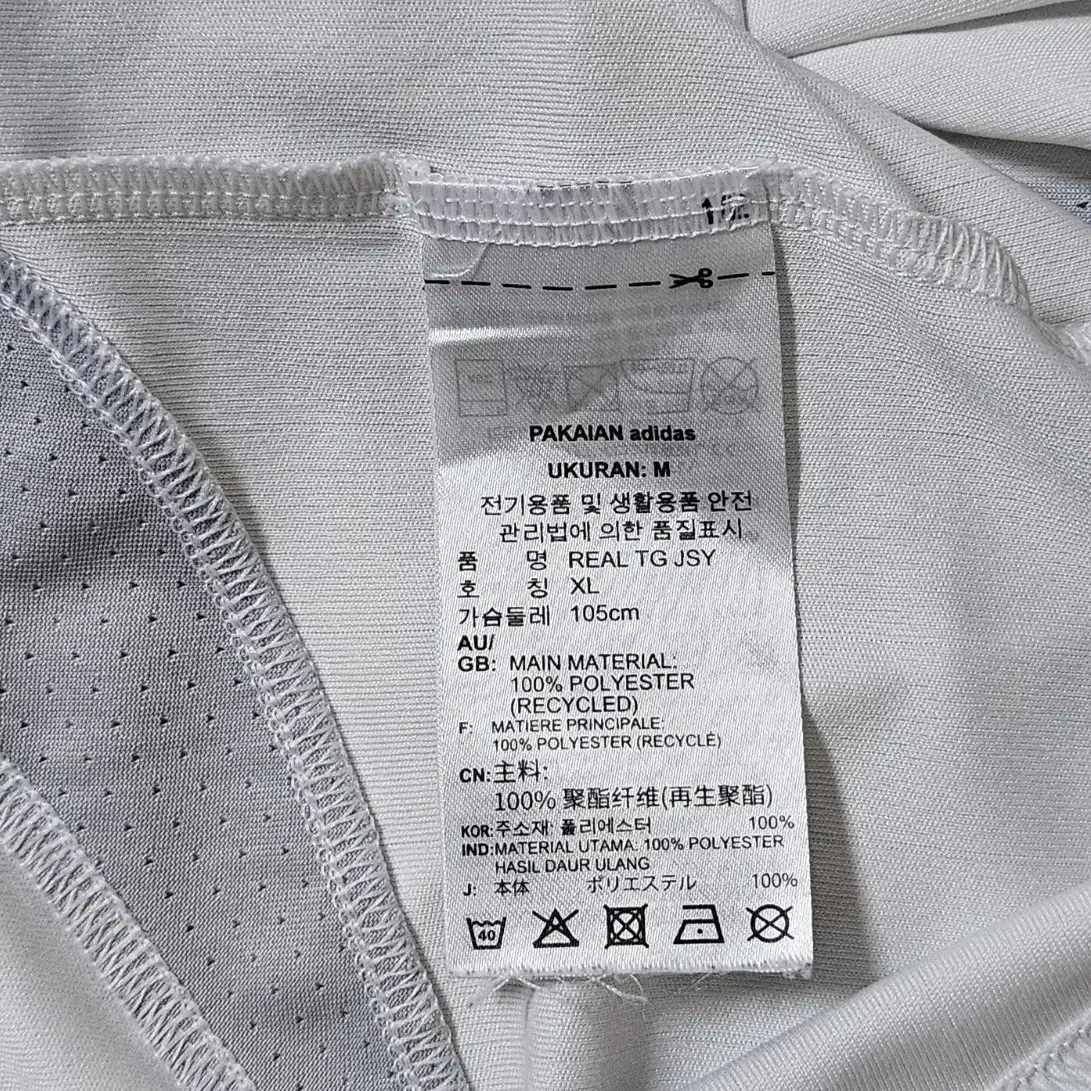 PAKAIAN adidas
UKURAN: M
전기용품 및 생활용품 안전
관리법에 의한 품질표시
품 명 REAL TG JSY
호 칭 XL
가슴둘레 105cm
AU/
GB: MAIN MATERIAL:
100% POLYESTER
(RECYCLED)
F: MATIERE PRINCIPALE:
100% POLYESTER (RECYCLÉ)
CN:主料:
100% 聚酯纤维(再生聚酯)
KOR:주소재: 폴리에스터 100%
IND:MATERIAL UTAMA: 100% POLYESTER
HASIL DAUR ULANG
J: 本体 ポリエステル 100%
40